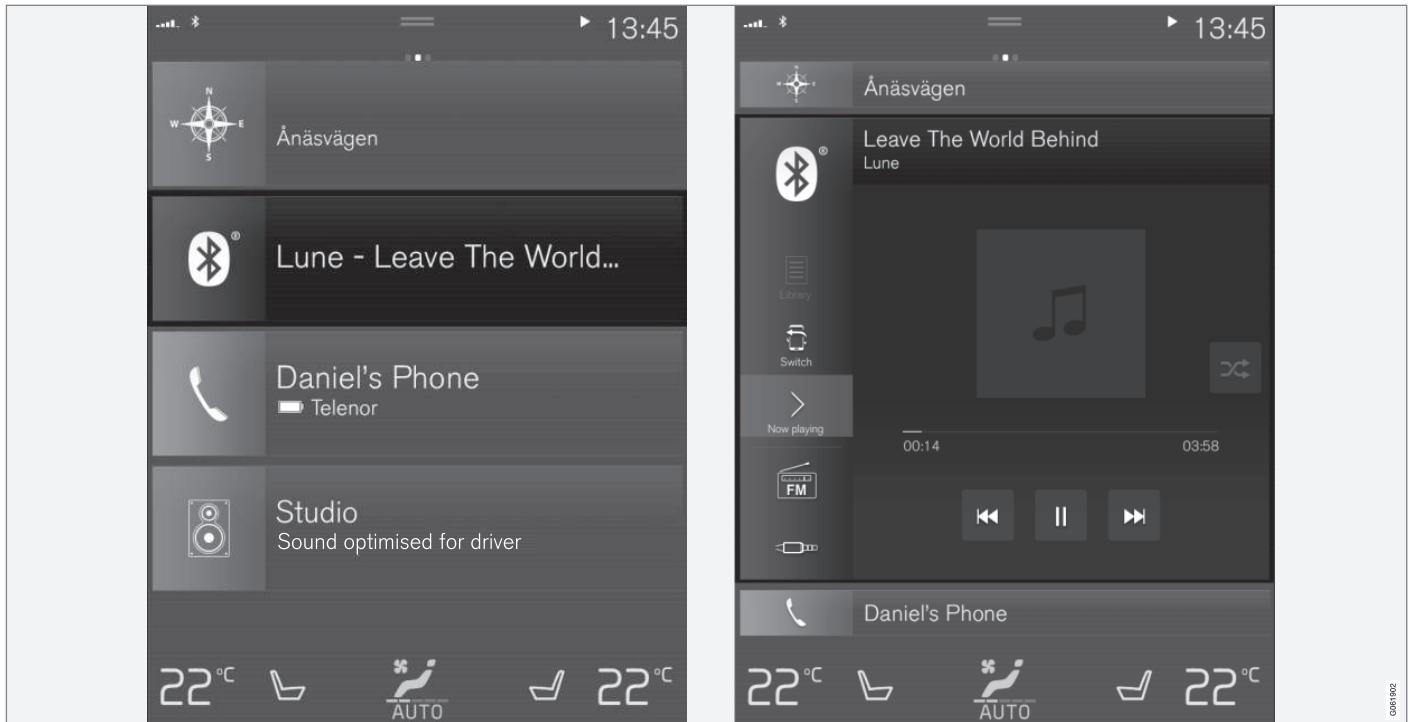 13:45
N
W E
S
Ånäsvägen
®
Lune - Leave The World...
Daniel's Phone
Telenor
Studio
Sound optimised for driver
22°C
AUTO
22°C
13:45
N
W E
S
Ånäsvägen
®
Leave The World Behind
Lune
Library
Switch
Now playing
00:14
03:58
FM
Daniel's Phone
22°C
AUTO
22°C
G061902